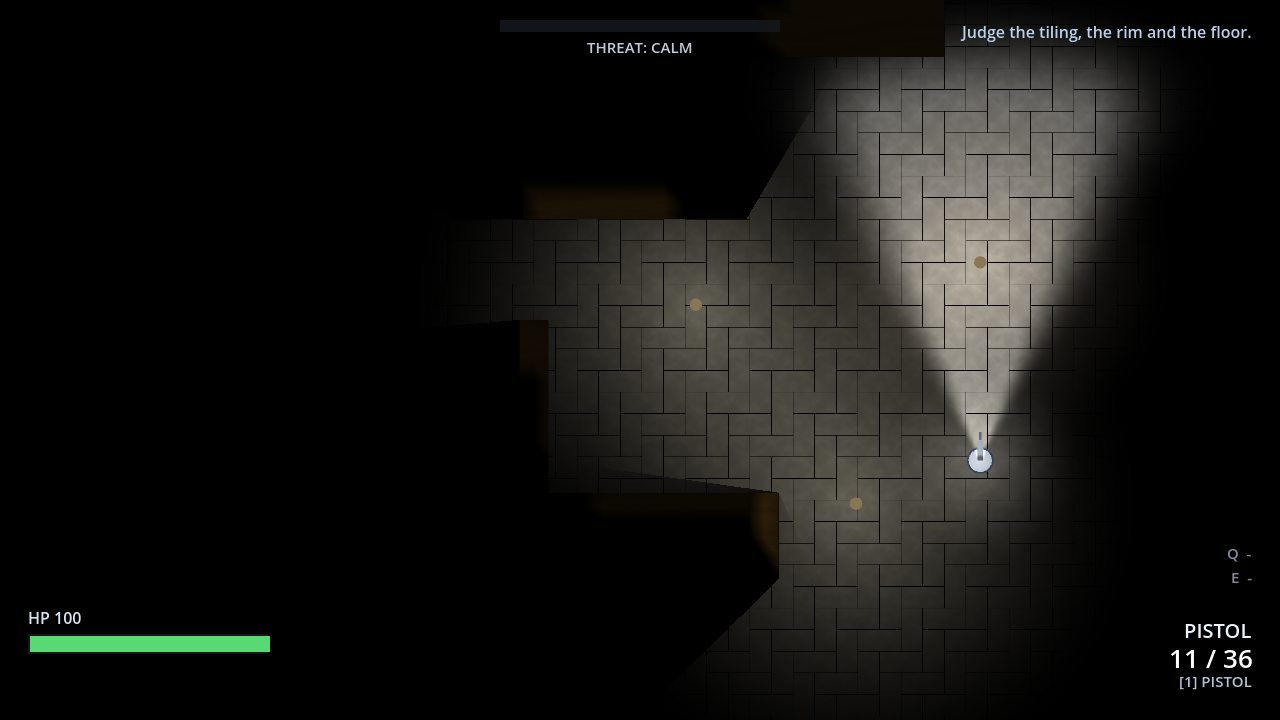 THREAT: CALM
Judge the tiling, the rim and the floor.
Q -
E -
HP 100
PISTOL
11 / 36
[1] PISTOL